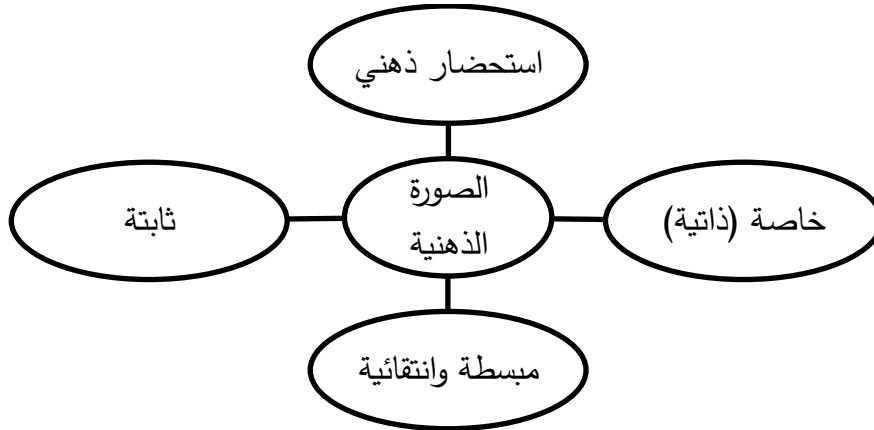 استحضار ذهني
خاصة (ذاتية)
الصورة
الذهنية
ثابتة
مبسطة وانتقائية